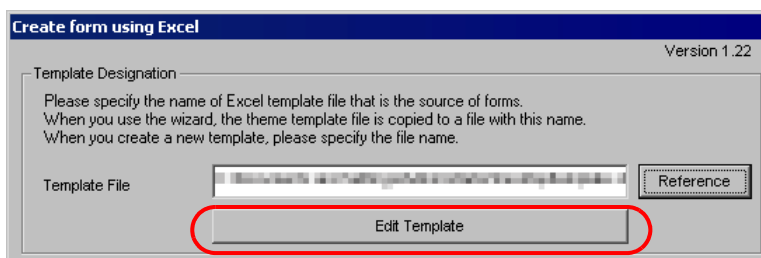 Create form using Excel
Version 1.22
Template Designation
Please specify the name of Excel template file that is the source of forms.
When you use the wizard, the theme template file is copied to a file with this name.
When you create a new template, please specify the file name.
Template File
Reference
Edit Template